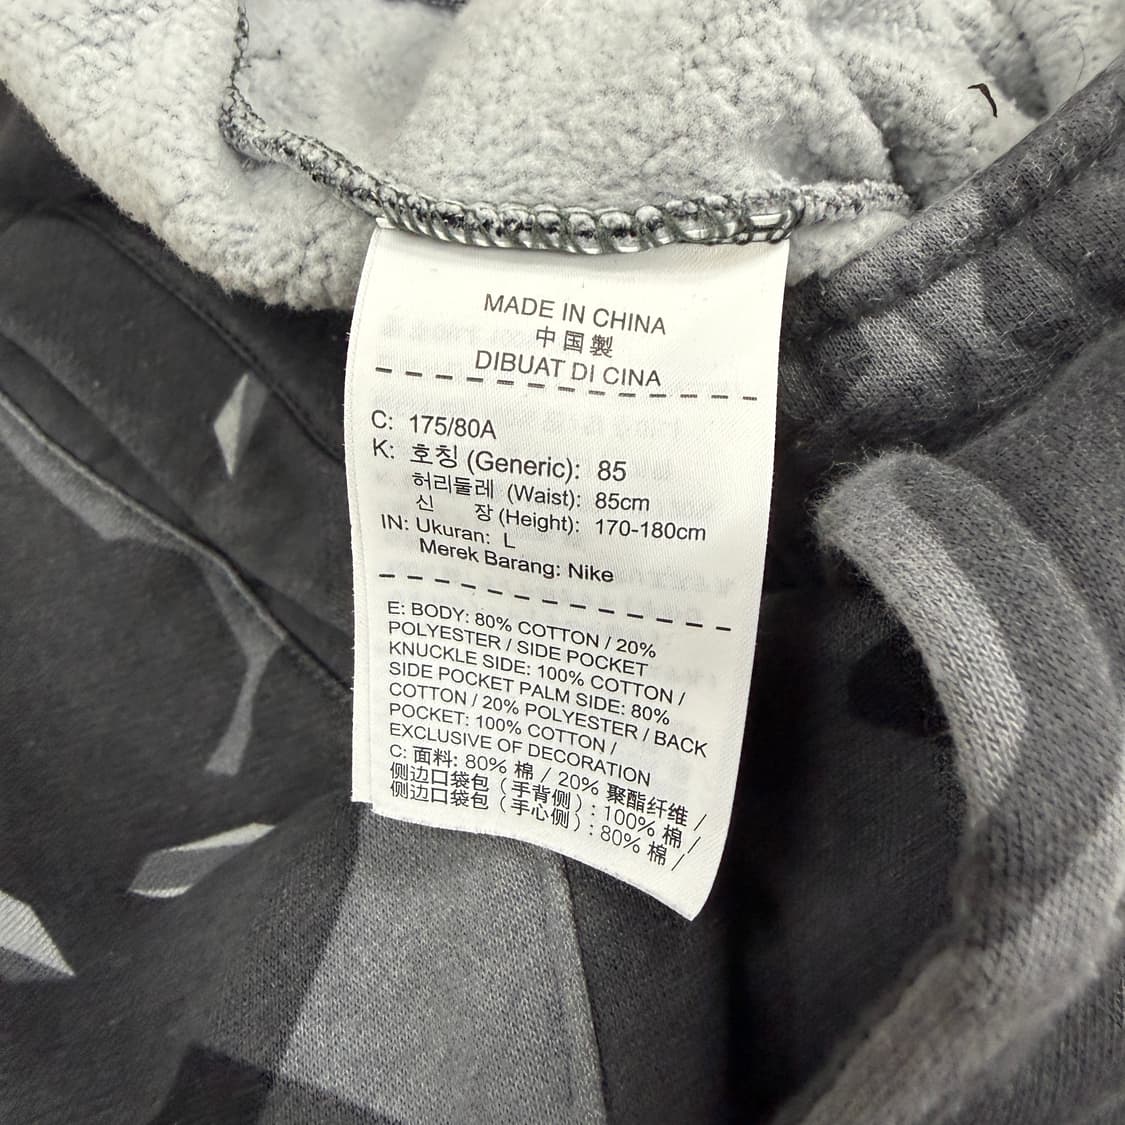 MADE IN CHINA
中国製
DIBUAT DI CINA
C: 175/80A
K: 호칭 (Generic): 85
허리둘레 (Waist): 85cm
신 장 (Height): 170-180cm
IN: Ukuran: L
Merek Barang: Nike
E: BODY: 80% COTTON / 20%
POLYESTER / SIDE POCKET
KNUCKLE SIDE: 100% COTTON /
SIDE POCKET PALM SIDE: 80%
COTTON / 20% POLYESTER / BACK
POCKET: 100% COTTON /
EXCLUSIVE OF DECORATION
C: 面料: 80% 棉 / 20% 聚酯纤维 /
侧边口袋包（手背侧）: 100% 棉 /
侧边口袋包（手心侧）: 80% 棉 /